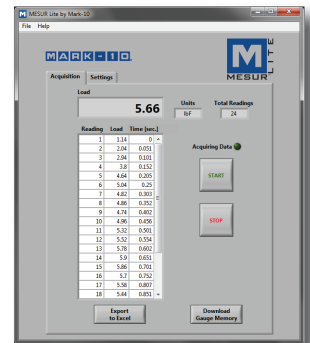 MESUR Lite by Mark-10
File Help
MARK-10
M
MESUR
LITE
Acquisition Settings
Load
5.66
Units
lbF
Total Readings
24
Reading Load Time [sec.]
1 1.14 0
2 2.04 0.051
3 2.94 0.101
4 3.8 0.152
5 4.64 0.205
6 5.04 0.25
7 4.82 0.303
8 4.86 0.352
9 4.74 0.402
10 4.96 0.456
11 5.32 0.501
12 5.52 0.554
13 5.78 0.602
14 5.9 0.651
15 5.86 0.701
16 5.7 0.752
17 5.58 0.807
18 5.44 0.851
Acquiring Data
START
STOP
Export
to Excel
Download
Gauge Memory